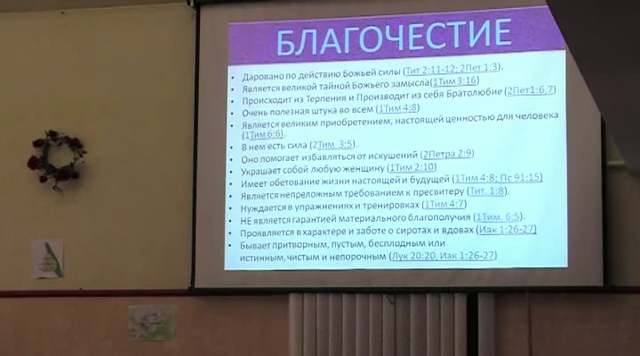 БЛАГОЧЕСТИЕ
• Даровано по действию Божьей силы (Тит 2:11-12; 2Пет 1:3).
• Является великой тайной Божьего замысла(1Тим 3:16)
• Происходит из Терпения и Производит из себя Братолюбие (2Пет1:6,7)
• Очень полезная штука во всем (1Тим 4:8)
• Является великим приобретением, настоящей ценностью для человека
(1Тим 6:6).
• В нем есть сила (2Тим. 3:5).
• Оно помогает избавляться от искушений (2Петра 2:9)
• Украшает собой любую женщину (1Тим 2:10)
• Имеет обетование жизни настоящей и будущей (1Тим 4:8; Пс 91:15)
• Является непреложным требованием к пресвитеру (Тит. 1:8).
• Нуждается в упражнениях и тренировках (1Тим 4:7)
• НЕ является гарантией материального благополучия (1Тим. 6:5).
• Проявляется в характере и заботе о сиротах и вдовах (Иак 1:26-27)
• Бывает притворным, пустым, бесплодным или
истинным, чистым и непорочным (Лук 20:20, Иак 1:26-27)